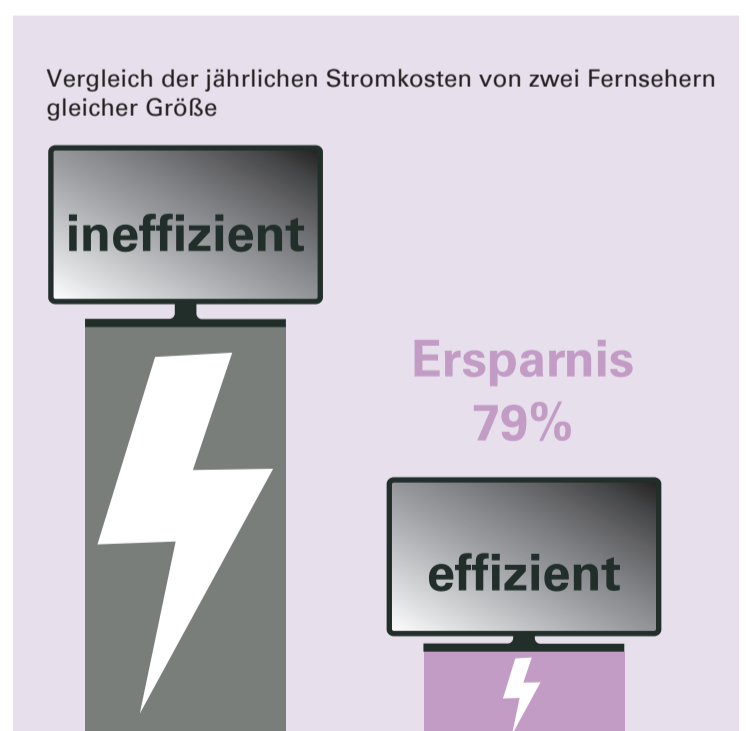 Vergleich der jährlichen Stromkosten von zwei Fernsehern
gleicher Größe
ineffizient
Ersparnis
79%
effizient